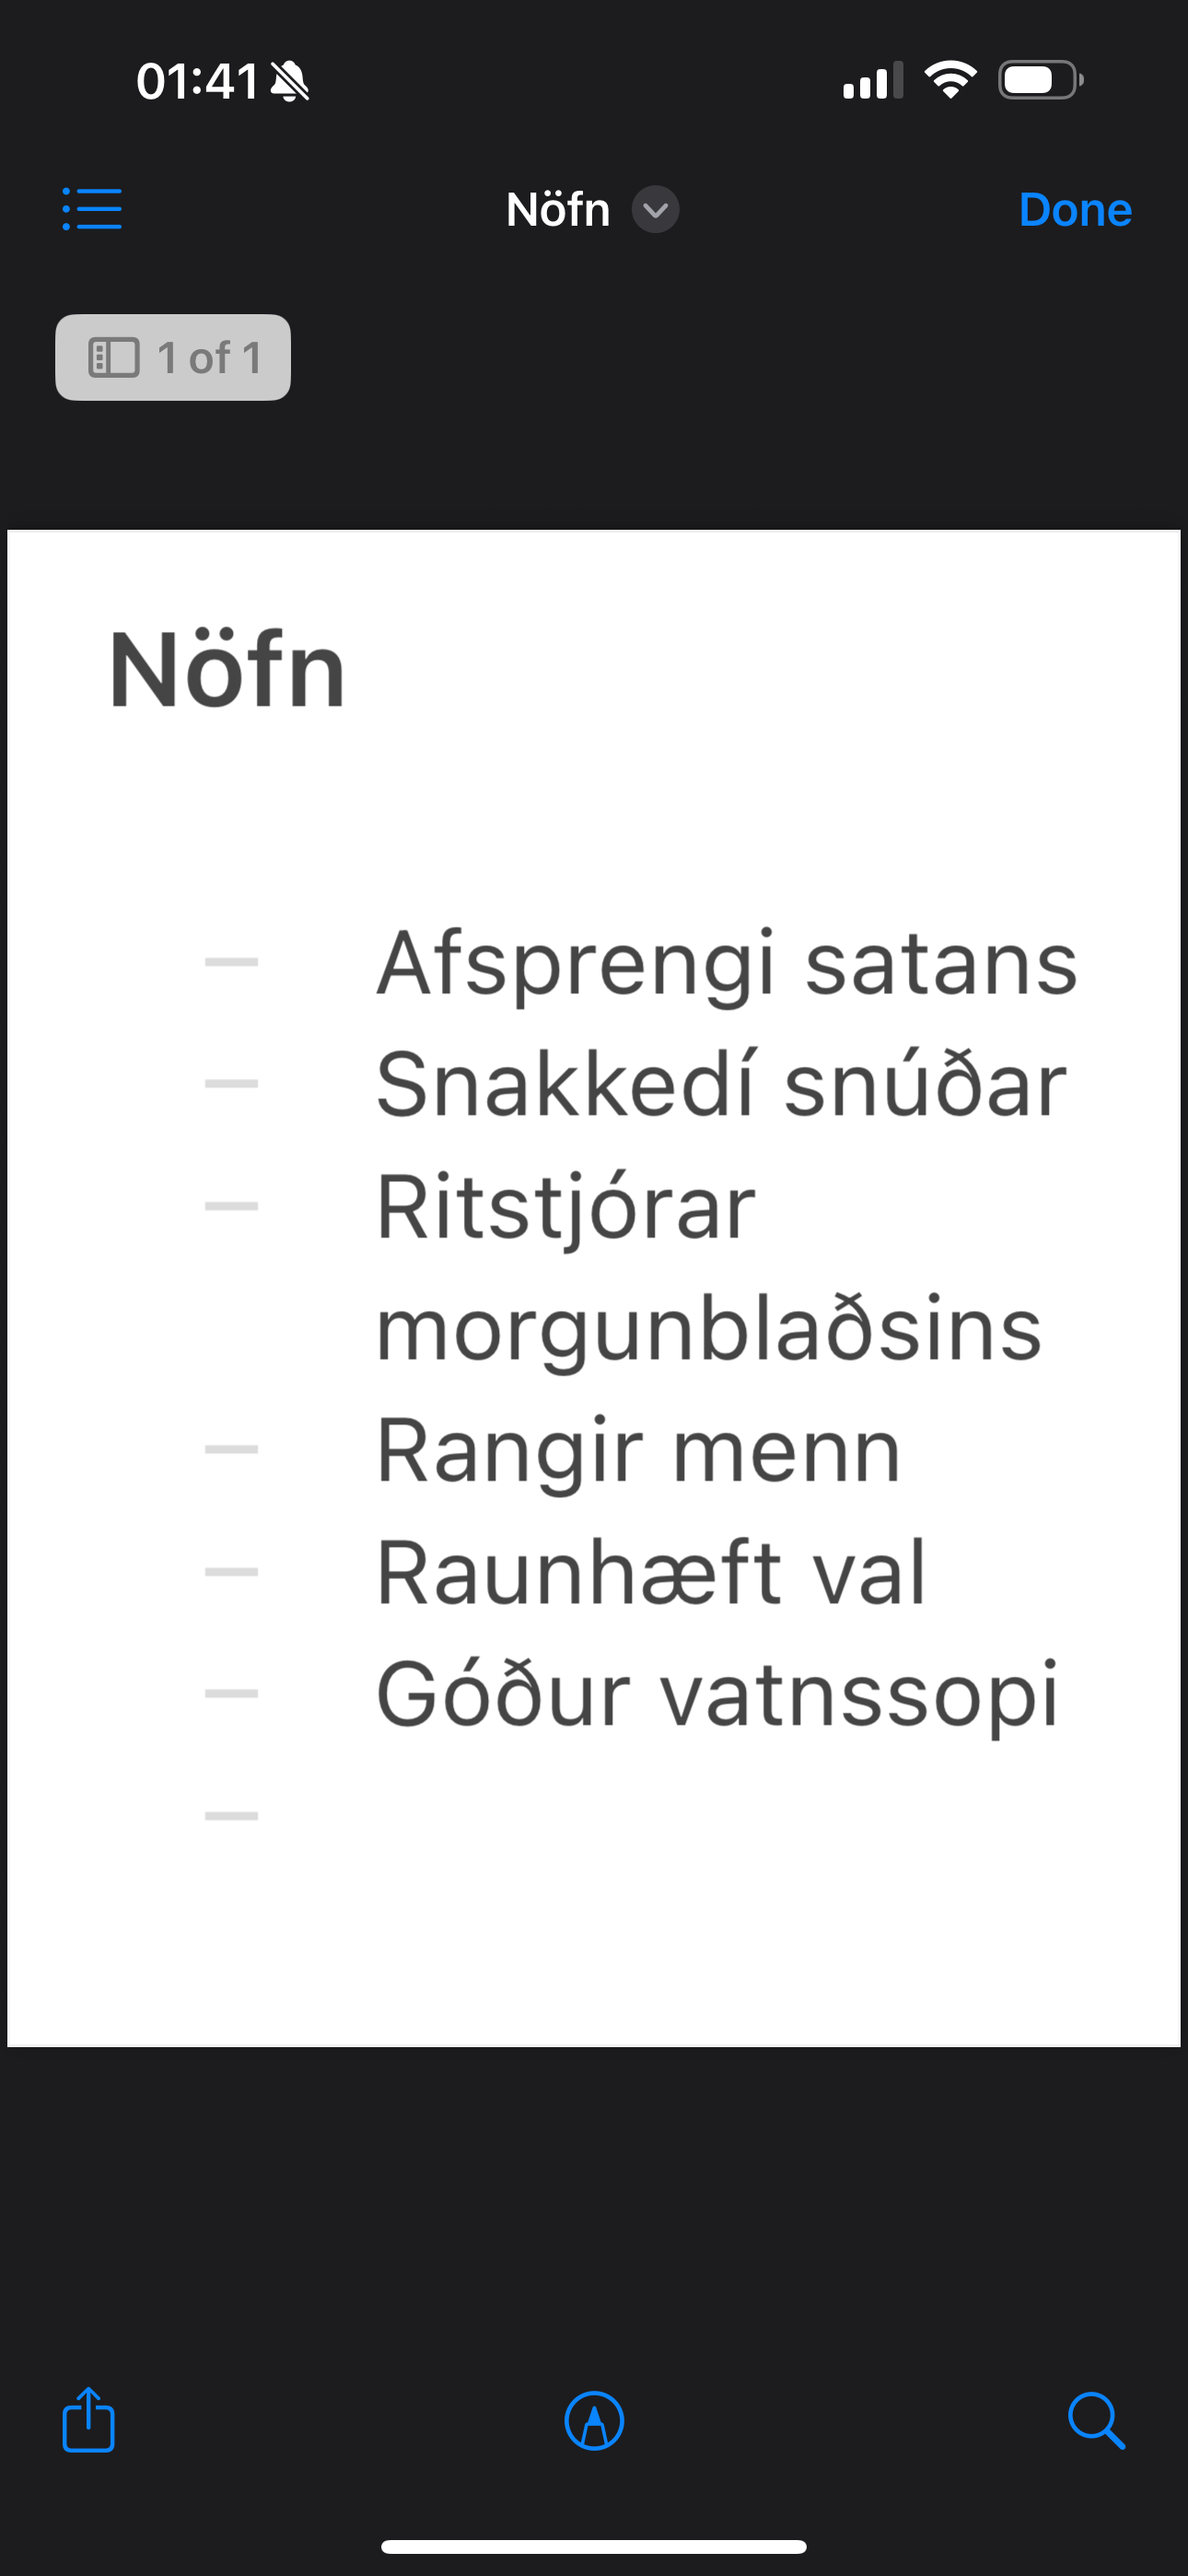 01:41
Nöfn
Done
1 of 1
Nöfn
– Afsprengi satans
– Snakkedí snúðar
– Ritstjórar
morgunblaðsins
– Rangir menn
– Raunhæft val
– Góður vatnssopi
–